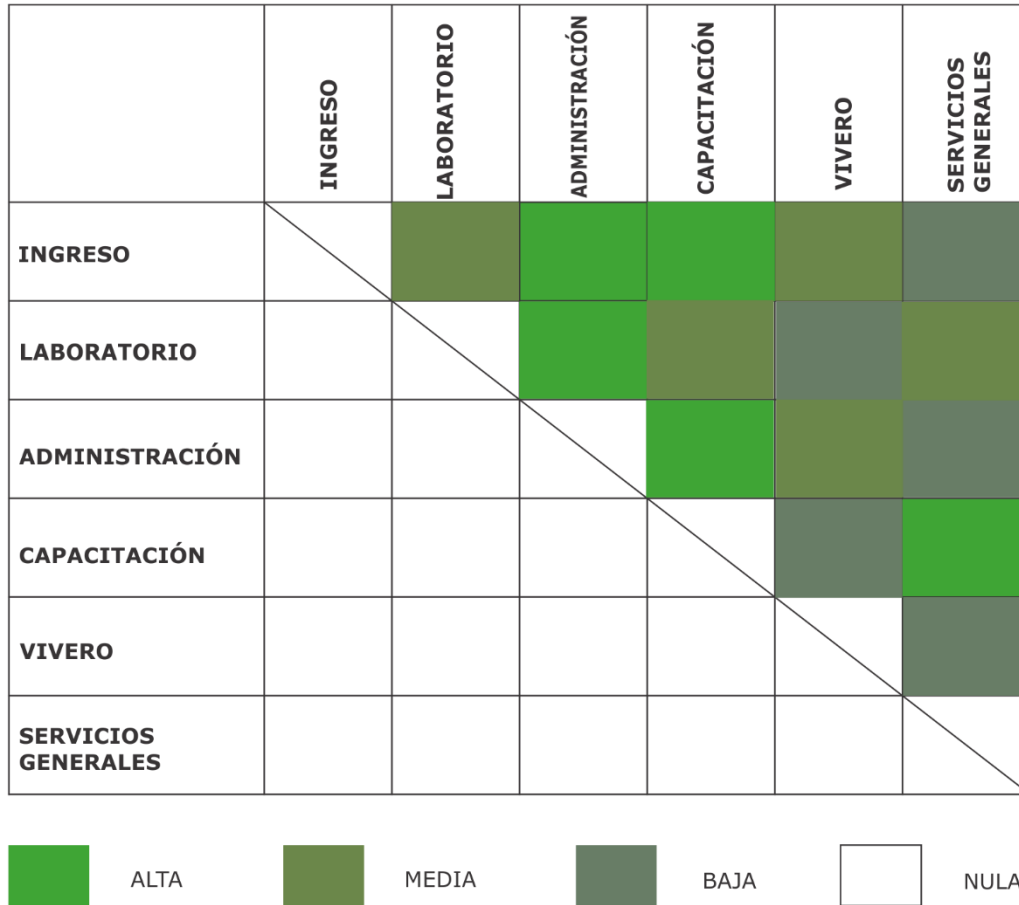 INGRESO
LABORATORIO
ADMINISTRACIÓN
CAPACITACIÓN
VIVERO
SERVICIOS
GENERALES
INGRESO
LABORATORIO
ADMINISTRACIÓN
CAPACITACIÓN
VIVERO
SERVICIOS
GENERALES
ALTA MEDIA BAJA NULA